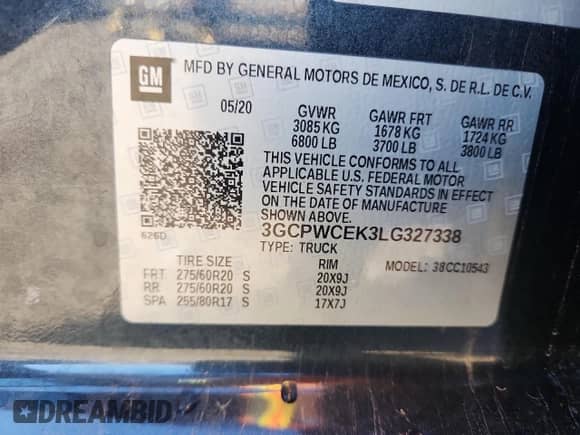 GM
MFD BY GENERAL MOTORS DE MEXICO, S. DE R.L. DE C.V.
05/20 GVWR GAWR FRT GAWR RR
3085 KG 1678 KG 1724 KG
6800 LB 3700 LB 3800 LB
THIS VEHICLE CONFORMS TO ALL
APPLICABLE U.S. FEDERAL MOTOR
VEHICLE SAFETY STANDARDS IN EFFECT
ON THE DATE OF MANUFACTURE
SHOWN ABOVE.
626D 3GCPWCEK3LG327338
TYPE: TRUCK
TIRE SIZE RIM MODEL: 38CC10543
FRT 275/60R20 S 20X9J
RR 275/60R20 S 20X9J
SPA 255/80R17 S 17X7J
DREAMBID